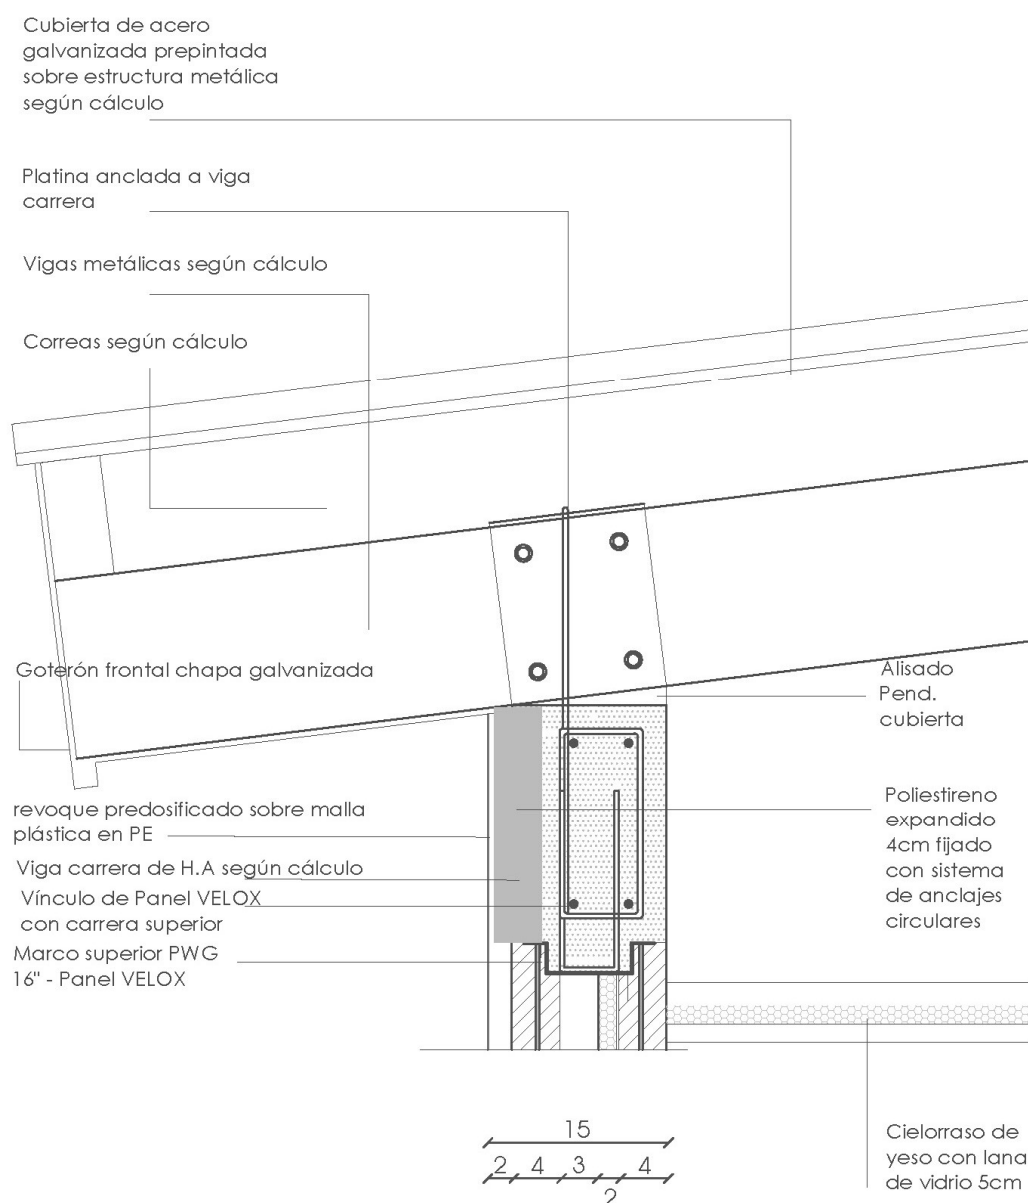 Cubierta de acero
galvanizada prepintada
sobre estructura metálica
según cálculo
Platina anclada a viga
carrera
Vigas metálicas según cálculo
Correas según cálculo
Goterón frontal chapa galvanizada
Alisado
Pend.
cubierta
revoque predosificado sobre malla
plástica en PE
Viga carrera de H.A según cálculo
Vínculo de Panel VELOX
con carrera superior
Marco superior PWG
16" - Panel VELOX
Poliestireno
expandido
4cm fijado
con sistema
de anclajes
circulares
Cielorraso de
yeso con lana
de vidrio 5cm
15
2 4 3 4
2